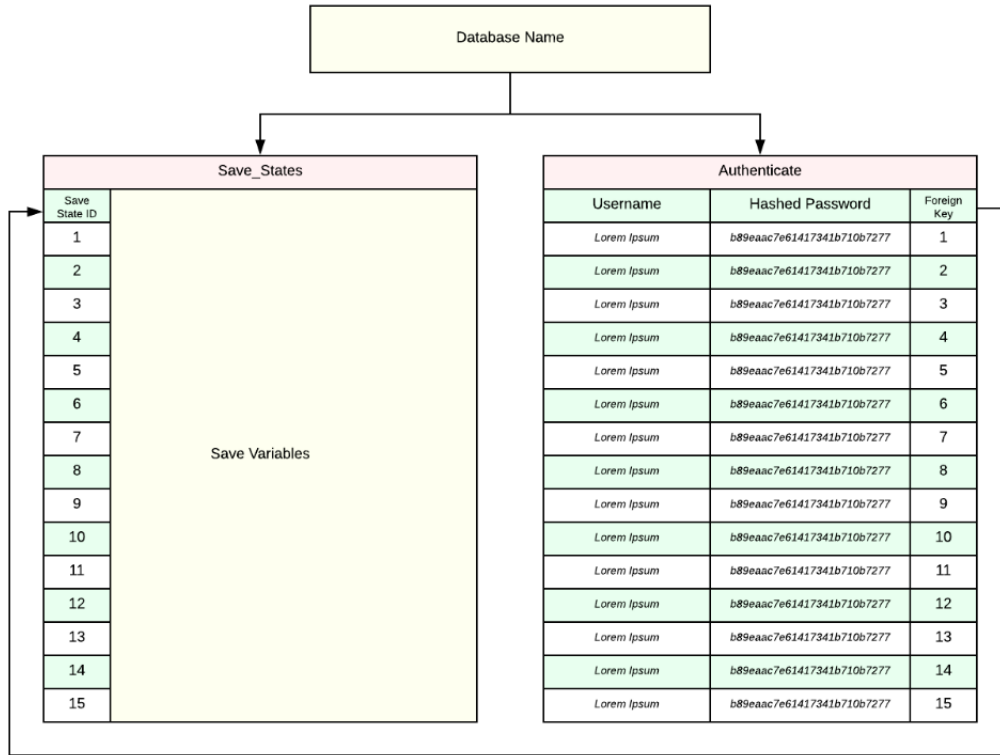 Database Name
Save_States
Save
State ID
1
2
3
4
5
6
7
8
9
10
11
12
13
14
15
Save Variables
Authenticate
Username Hashed Password Foreign
Key
Lorem Ipsum b89eaac7e61417341b710b7277 1
Lorem Ipsum b89eaac7e61417341b710b7277 2
Lorem Ipsum b89eaac7e61417341b710b7277 3
Lorem Ipsum b89eaac7e61417341b710b7277 4
Lorem Ipsum b89eaac7e61417341b710b7277 5
Lorem Ipsum b89eaac7e61417341b710b7277 6
Lorem Ipsum b89eaac7e61417341b710b7277 7
Lorem Ipsum b89eaac7e61417341b710b7277 8
Lorem Ipsum b89eaac7e61417341b710b7277 9
Lorem Ipsum b89eaac7e61417341b710b7277 10
Lorem Ipsum b89eaac7e61417341b710b7277 11
Lorem Ipsum b89eaac7e61417341b710b7277 12
Lorem Ipsum b89eaac7e61417341b710b7277 13
Lorem Ipsum b89eaac7e61417341b710b7277 14
Lorem Ipsum b89eaac7e61417341b710b7277 15